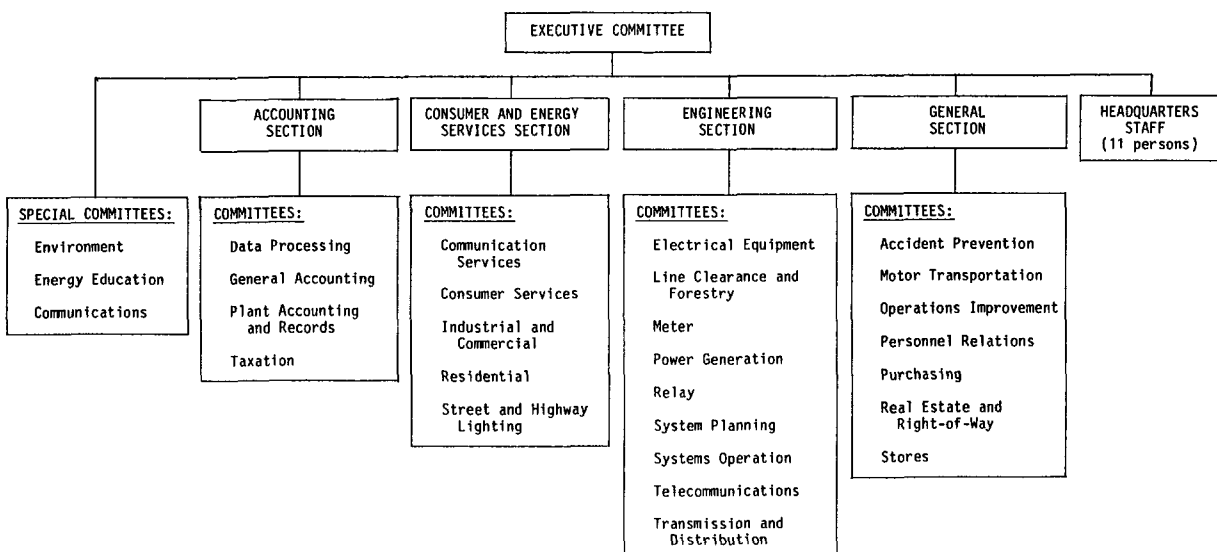 EXECUTIVE COMMITTEE
ACCOUNTING
SECTION
CONSUMER AND ENERGY
SERVICES SECTION
ENGINEERING
SECTION
GENERAL
SECTION
HEADQUARTERS
STAFF
(11 persons)
SPECIAL COMMITTEES:
Environment
Energy Education
Communications
COMMITTEES:
Data Processing
General Accounting
Plant Accounting
and Records
Taxation
COMMITTEES:
Communication
Services
Consumer Services
Industrial and
Commercial
Residential
Street and Highway
Lighting
COMMITTEES:
Electrical Equipment
Line Clearance and
Forestry
Meter
Power Generation
Relay
System Planning
Systems Operation
Telecommunications
Transmission and
Distribution
COMMITTEES:
Accident Prevention
Motor Transportation
Operations Improvement
Personnel Relations
Purchasing
Real Estate and
Right-of-Way
Stores